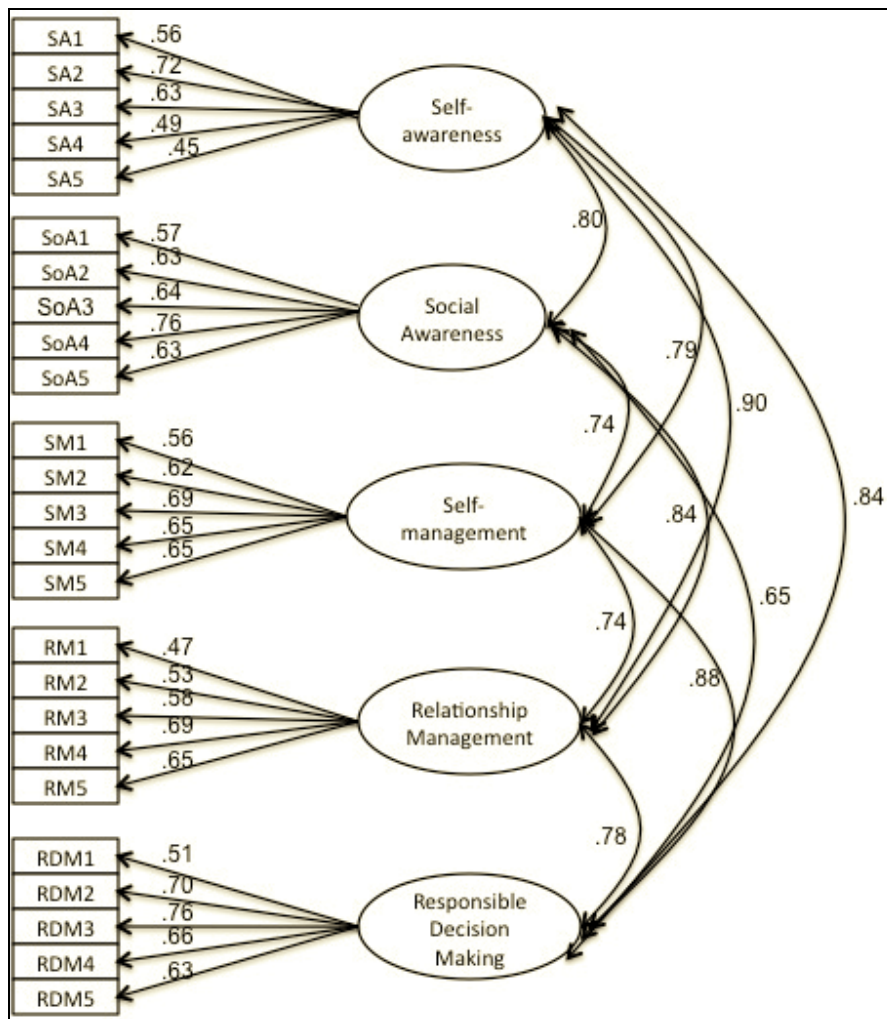 SA1
.56
SA2
.72
SA3
.63
SA4
.49
SA5
.45
Self-
awareness
.80
SoA1
.57
SoA2
.63
SoA3
.64
SoA4
.76
SoA5
.63
Social
Awareness
.79
.90
.74
.84
SM1
.56
SM2
.62
SM3
.69
SM4
.65
SM5
.65
Self-
management
.84
.65
.74
.88
RM1
.47
RM2
.53
RM3
.58
RM4
.69
RM5
.65
Relationship
Management
.78
RDM1
.51
RDM2
.70
RDM3
.76
RDM4
.66
RDM5
.63
Responsible
Decision
Making